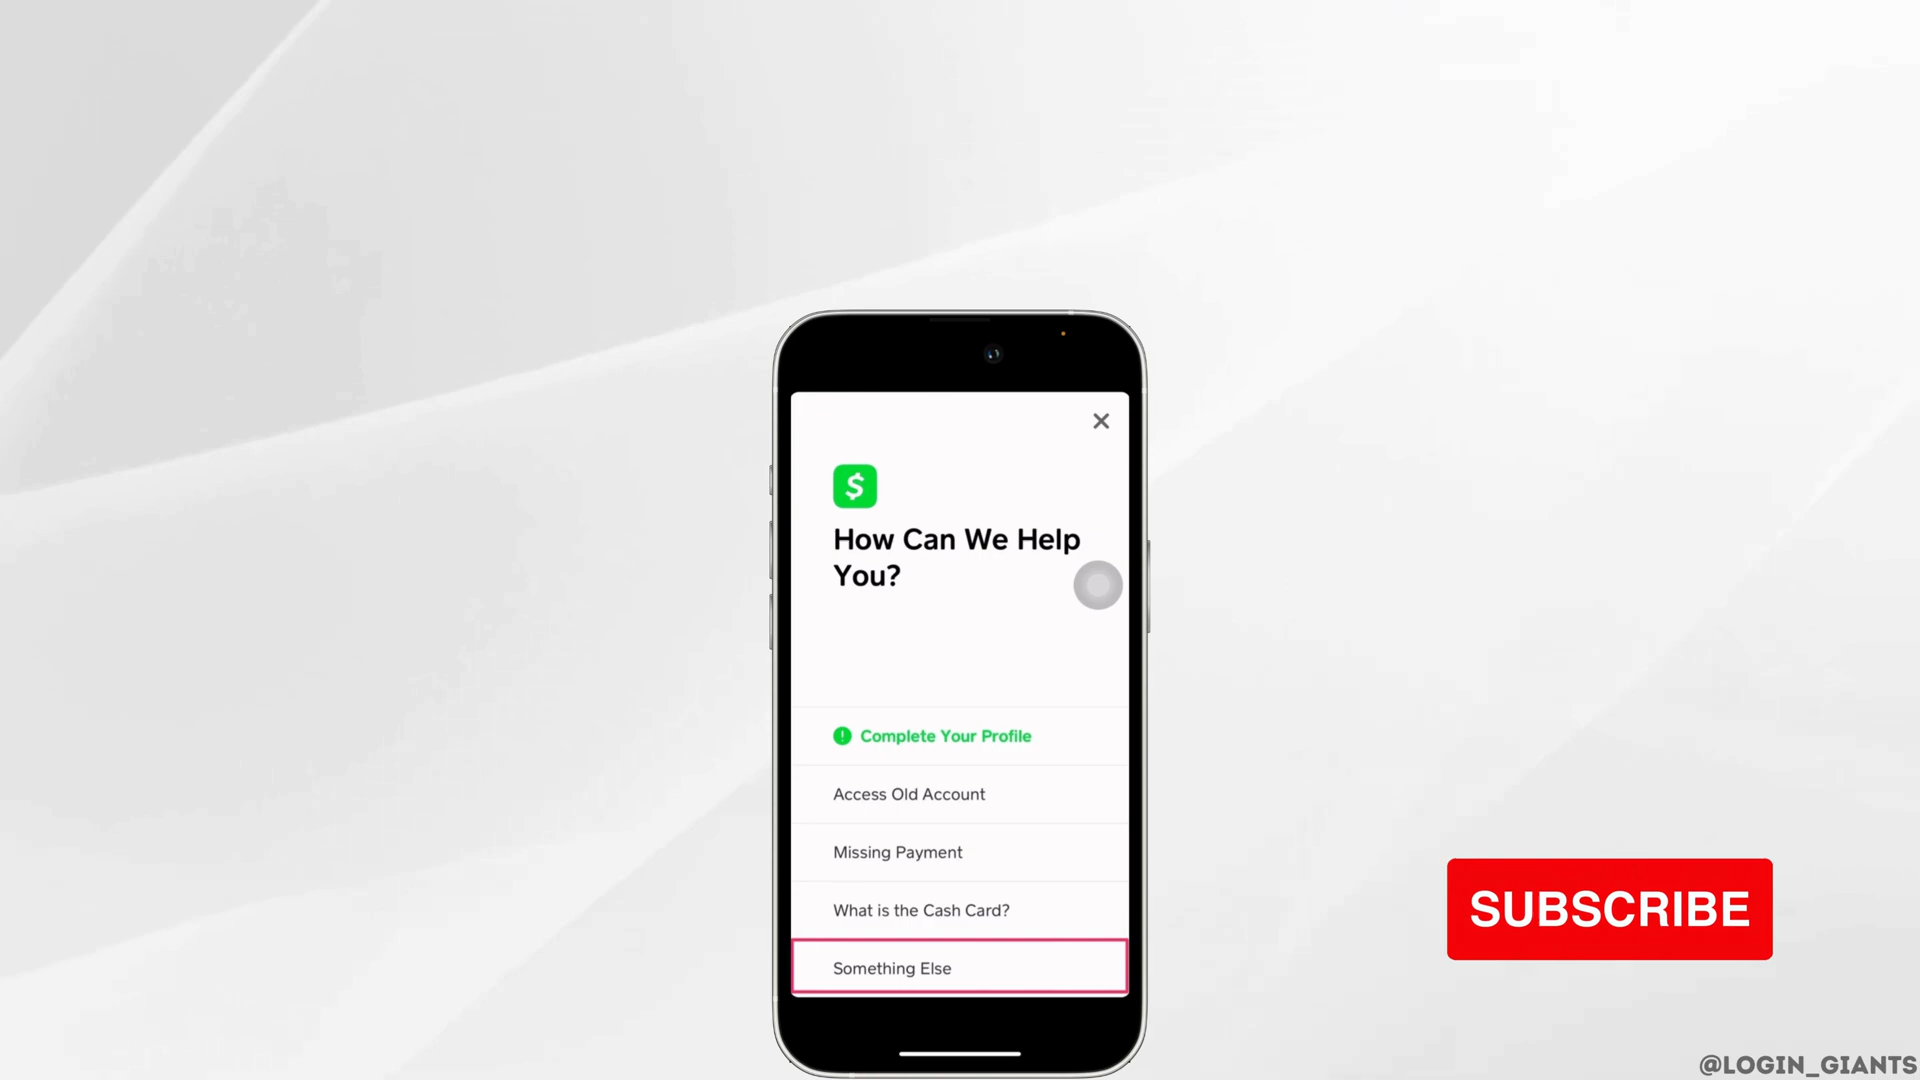 How Can We Help
You?
Complete Your Profile
Access Old Account
Missing Payment
What is the Cash Card?
Something Else
SUBSCRIBE
@LOGIN_GIANTS